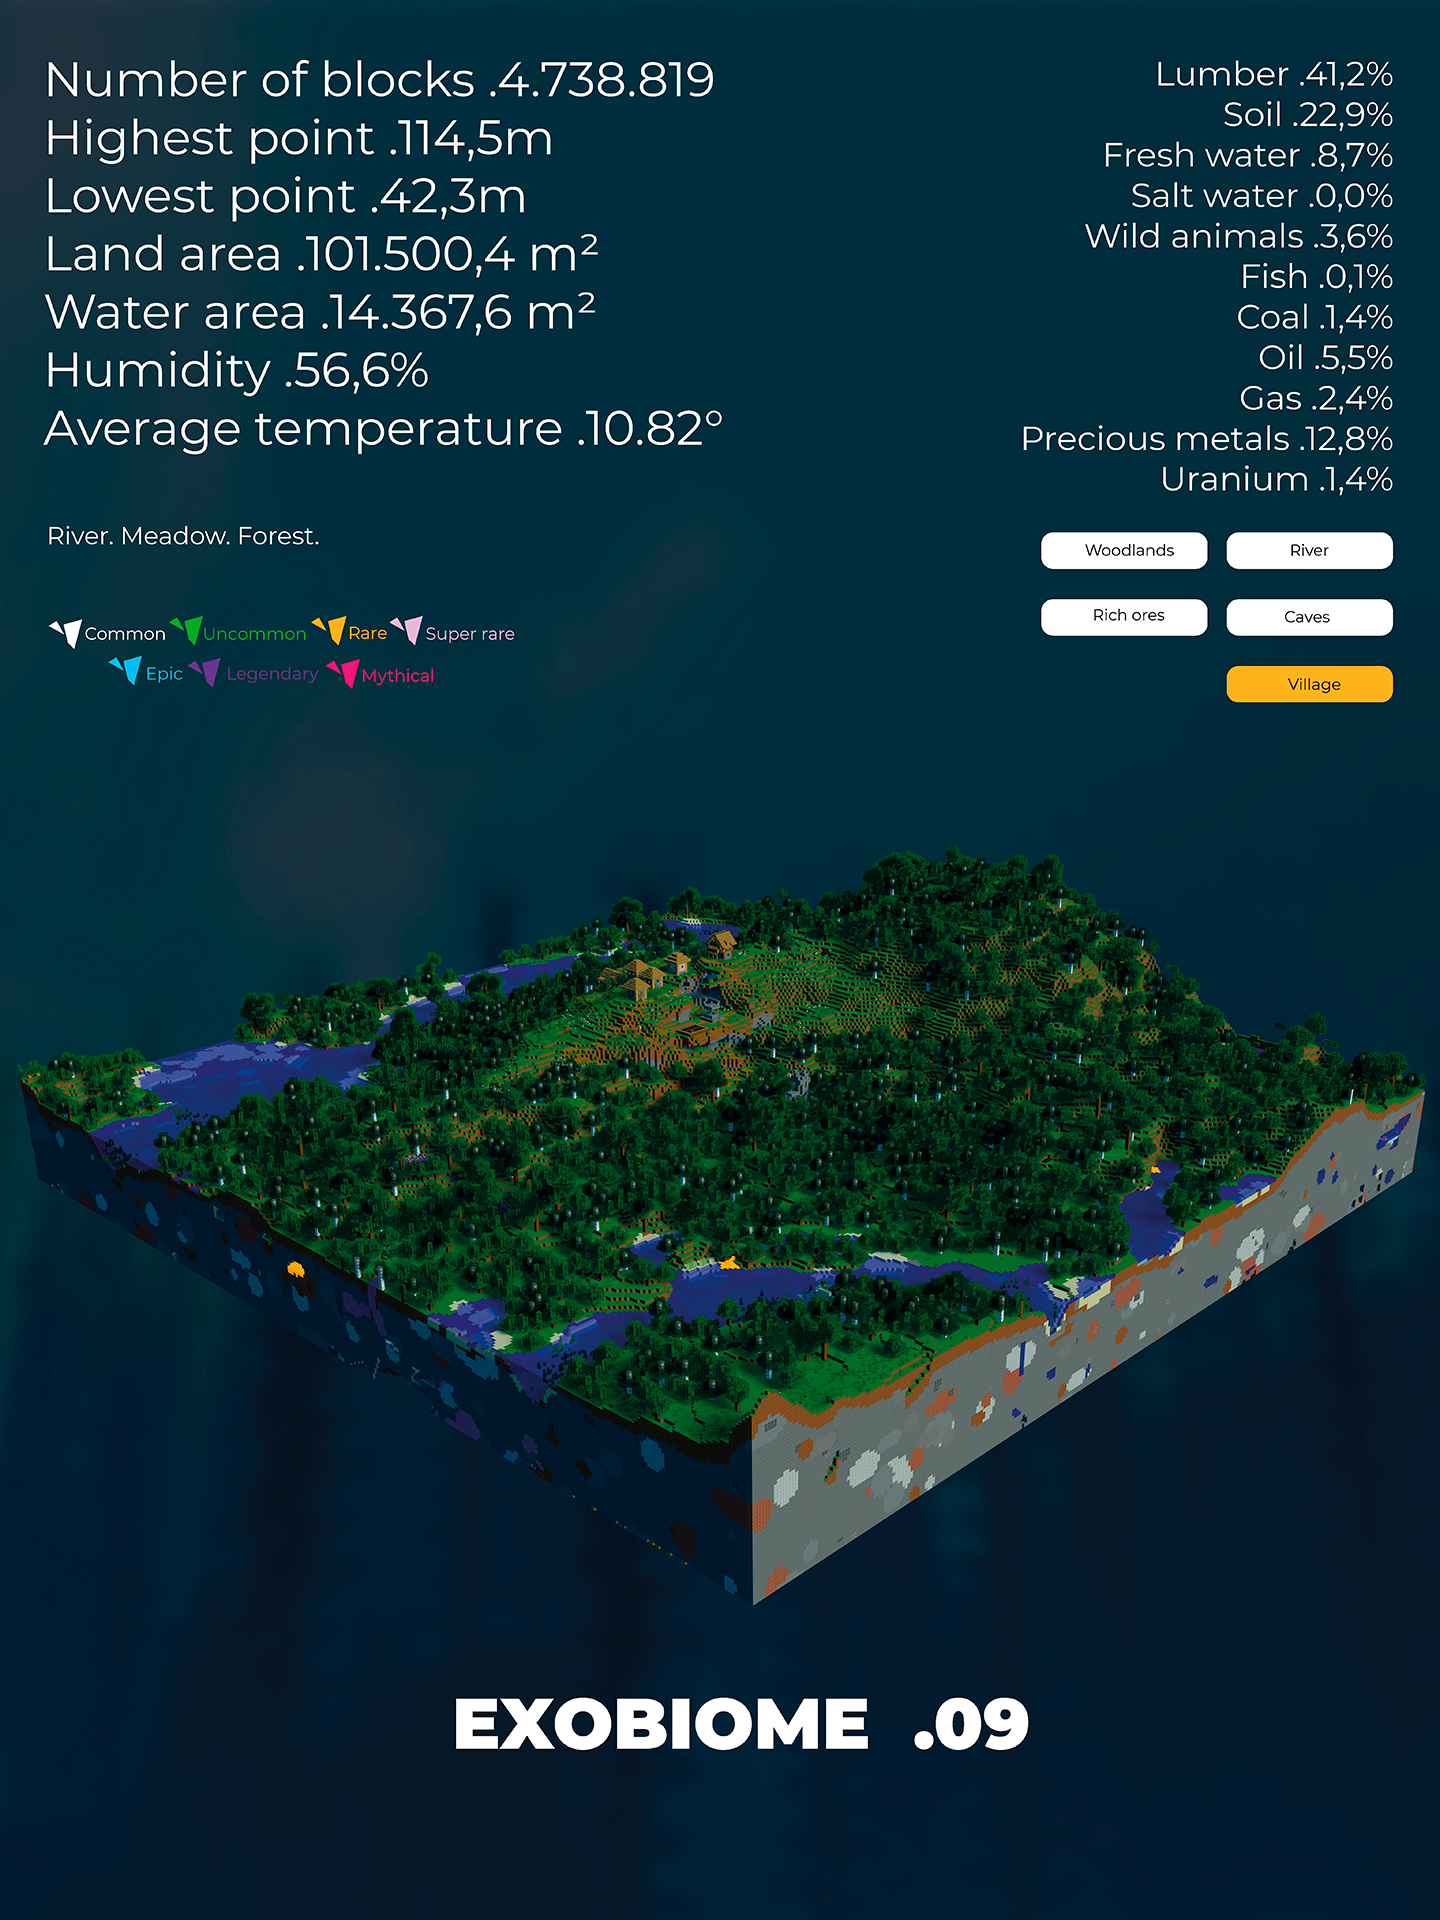 Number of blocks .4.738.819
Highest point .114,5m
Lowest point .42,3m
Land area .101.500,4 m²
Water area .14.367,6 m²
Humidity .56,6%
Average temperature .10.82°
River. Meadow. Forest.
Common Uncommon Rare Super rare
Epic Legendary Mythical
Lumber .41,2%
Soil .22,9%
Fresh water .8,7%
Salt water .0,0%
Wild animals .3,6%
Fish .0,1%
Coal .1,4%
Oil .5,5%
Gas .2,4%
Precious metals .12,8%
Uranium .1,4%
Woodlands River
Rich ores Caves
Village
EXOBIOME .09